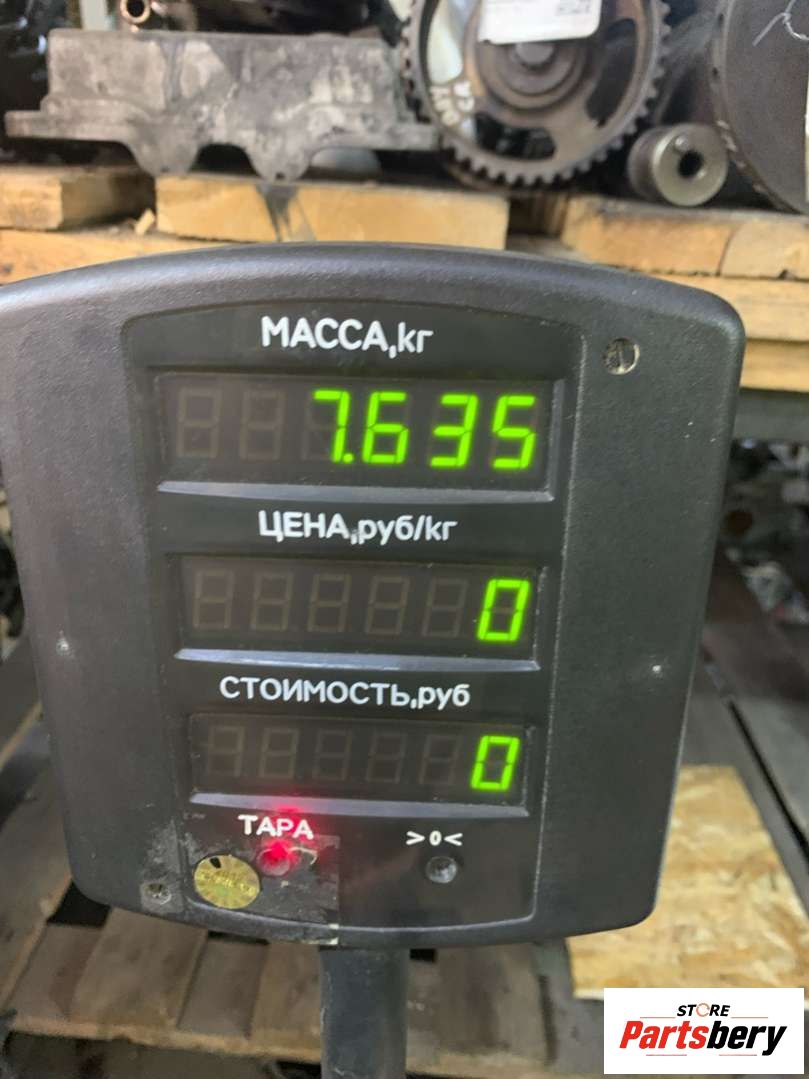 МАССА,кг
7.635
ЦЕНА,руб/кг
0
СТОИМОСТЬ,руб
0
ТАРА
>0<
STORE
Partsbery